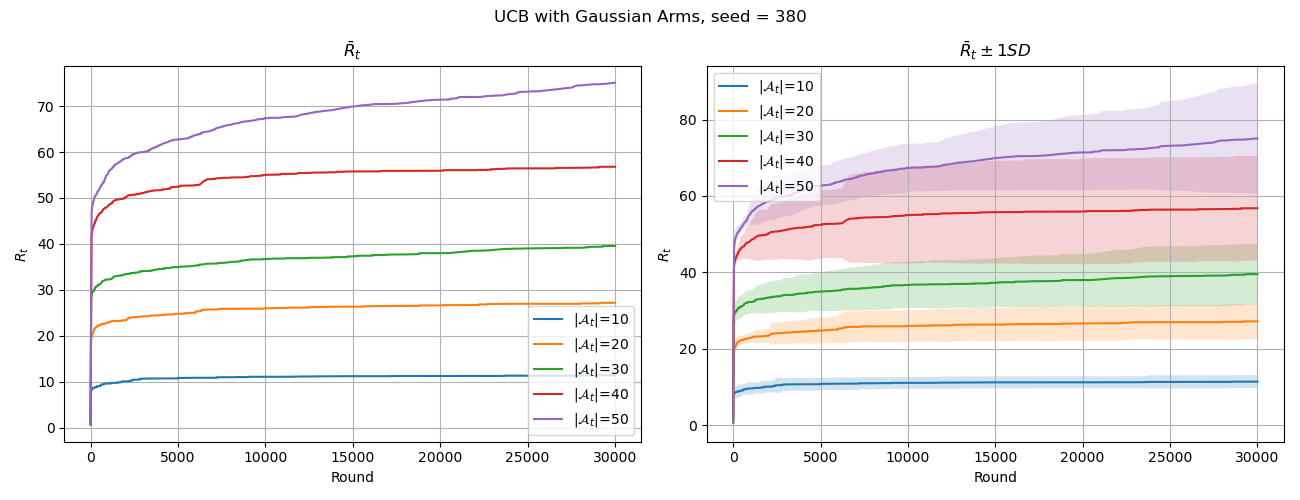 UCB with Gaussian Arms, seed = 380
R̄ₜ
70
60
50
40
30
20
10
0
Rₜ
0 5000 10000 15000 20000 25000 30000
Round
|𝒜ₜ|=10
|𝒜ₜ|=20
|𝒜ₜ|=30
|𝒜ₜ|=40
|𝒜ₜ|=50
R̄ₜ ± 1SD
|𝒜ₜ|=10
|𝒜ₜ|=20
|𝒜ₜ|=30
|𝒜ₜ|=40
|𝒜ₜ|=50
80
60
40
20
0
Rₜ
0 5000 10000 15000 20000 25000 30000
Round